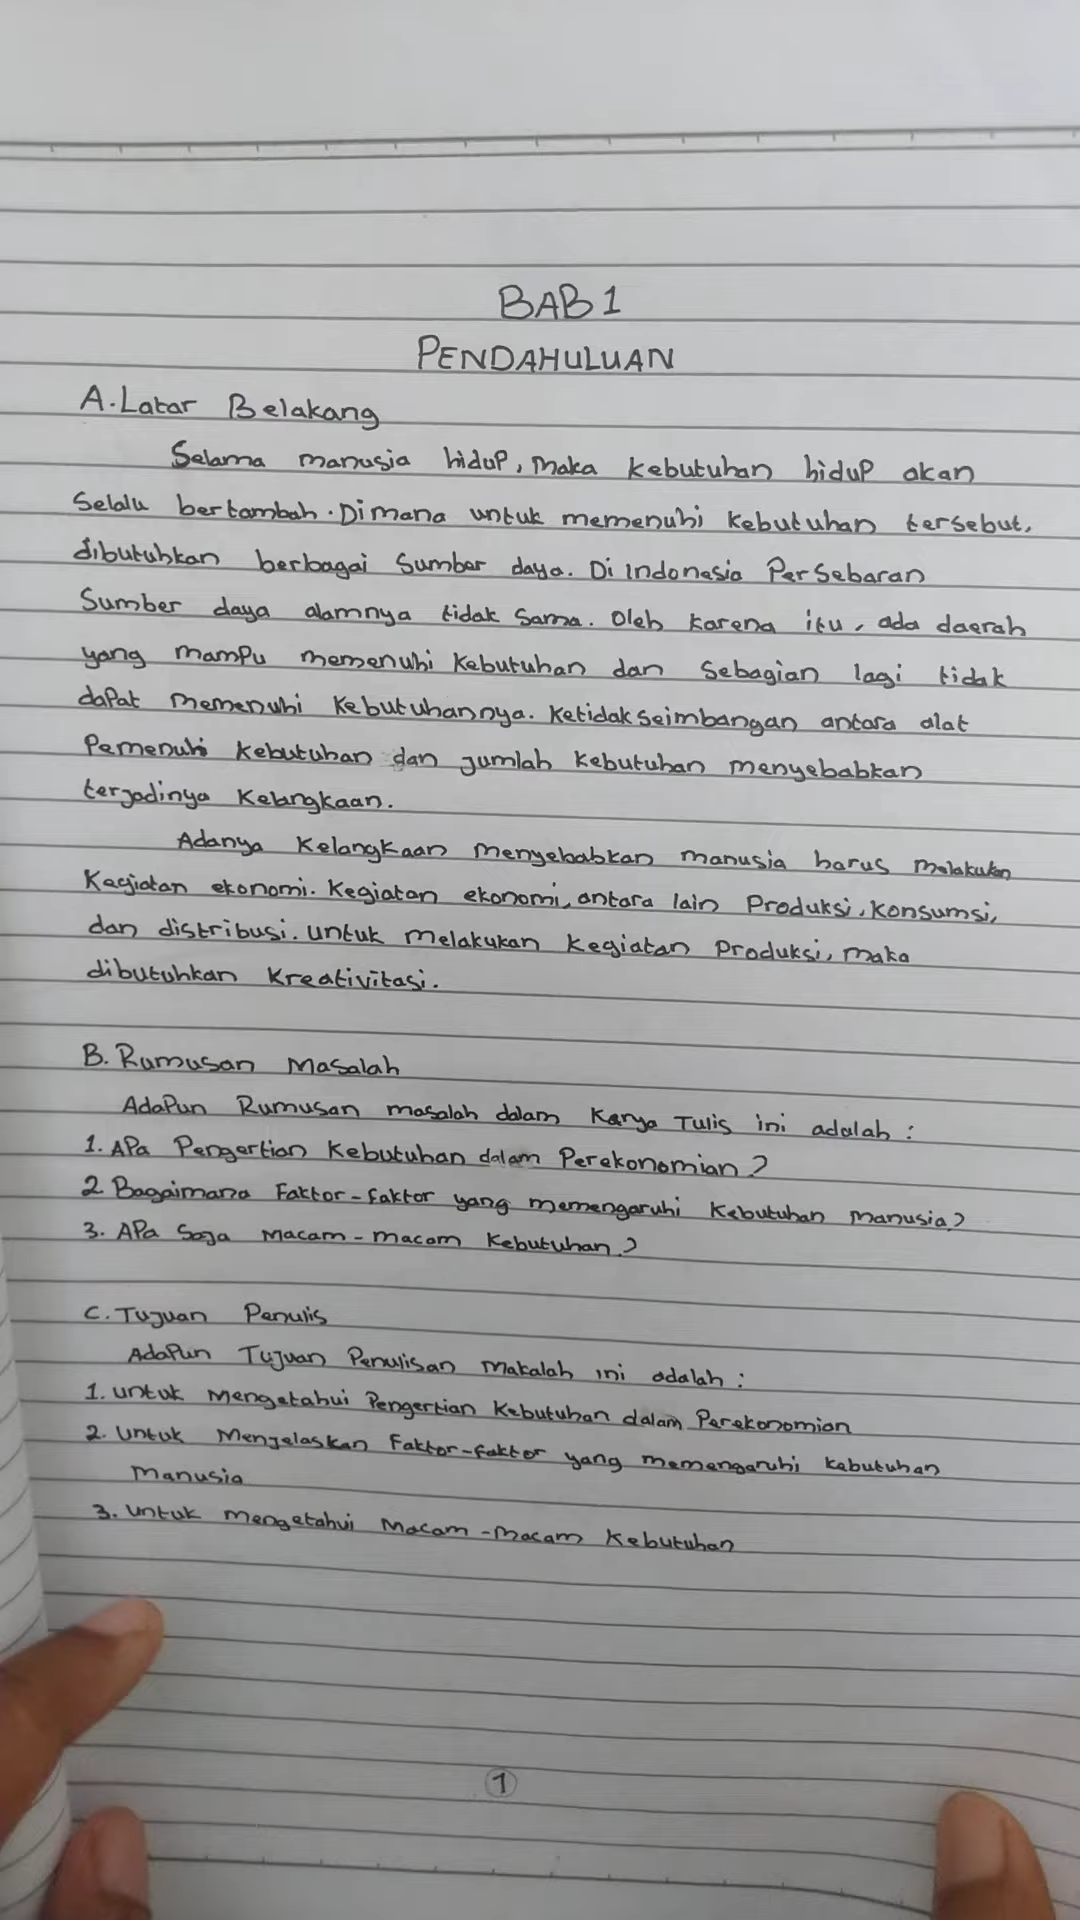 BAB 1
PENDAHULUAN
A. Latar Belakang
Selama manusia hidup, maka kebutuhan hidup akan
Selalu bertambah. Dimana untuk memenuhi kebutuhan tersebut,
dibutuhkan berbagai Sumber daya. Di Indonesia Persebaran
Sumber daya alamnya tidak Sama. Oleh karena itu, ada daerah
yang mampu memenuhi kebutuhan dan Sebagian lagi tidak
dapat memenuhi kebutuhannya. Ketidakseimbangan antara alat
Pemenuhi kebutuhan dan jumlah kebutuhan menyebabkan
terjadinya Kelangkaan.
Adanya Kelangkaan menyebabkan manusia harus melakukan
Kegiatan ekonomi. Kegiatan ekonomi, antara lain Produksi, Konsumsi,
dan distribusi. Untuk melakukan kegiatan Produksi, maka
dibutuhkan Kreativitasi.
B. Rumusan Masalah
Adapun Rumusan masalah dalam Karya Tulis ini adalah :
1. Apa Pengertian Kebutuhan dalam Perekonomian ?
2 Bagaimana Faktor-faktor yang memengaruhi Kebutuhan Manusia?
3. Apa Saja Macam-macam Kebutuhan ?
C. Tujuan Penulis
Adapun Tujuan Penulisan Makalah ini adalah :
1. Untuk Mengetahui Pengertian Kebutuhan dalam Perekonomian
2. Untuk Menjelaskan Faktor-faktor yang memengaruhi kebutuhan
Manusia
3. Untuk mengetahui Macam-Macam Kebutuhan
1